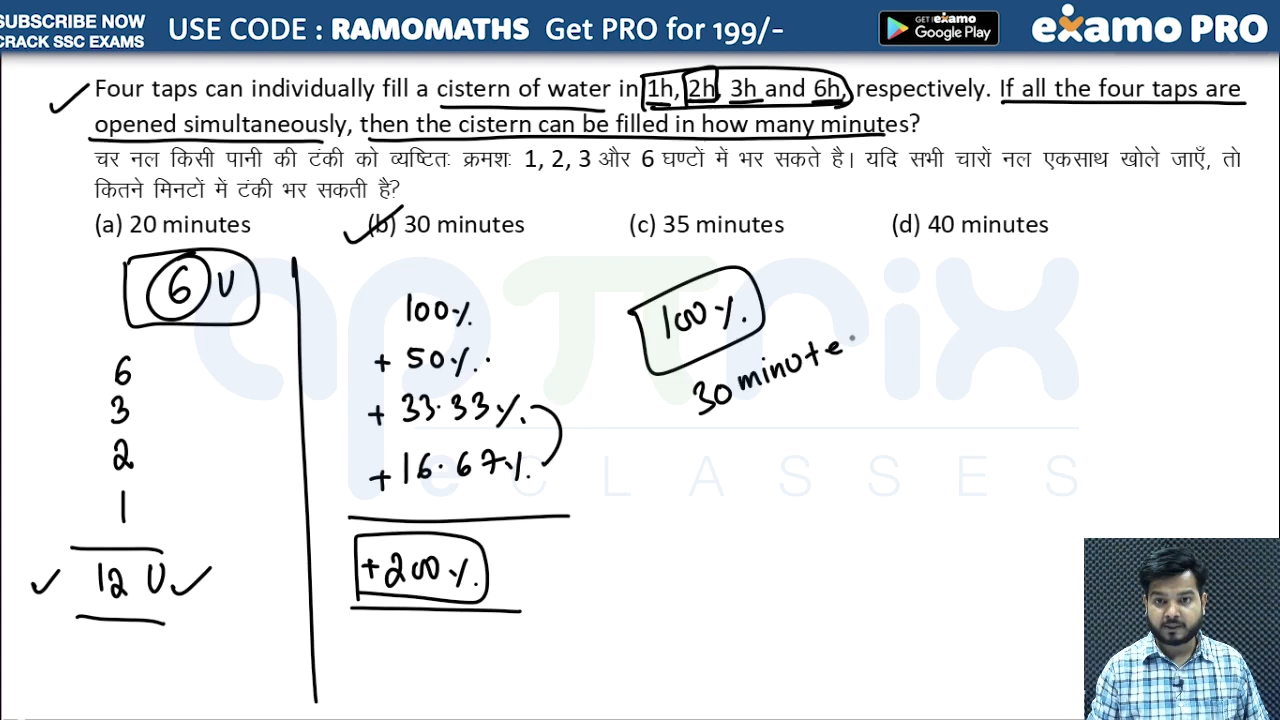 SUBSCRIBE NOW
CRACK SSC EXAMS
USE CODE : RAMOMATHS Get PRO for 199/-
GET examo
Google Play
examo PRO
Four taps can individually fill a cistern of water in 1h, 2h, 3h and 6h, respectively. If all the four taps are
opened simultaneously, then the cistern can be filled in how many minutes?
चर नल किसी पानी की टंकी को व्यष्टितः क्रमशः 1, 2, 3 और 6 घण्टों में भर सकते है। यदि सभी चारों नल एकसाथ खोले जाएँ, तो
कितने मिनटों में टंकी भर सकती है?
(a) 20 minutes (b) 30 minutes (c) 35 minutes (d) 40 minutes
6 U
6
3
2
1
12 U
100%
+ 50%
+ 33.33%
+ 16.67%
+200%
100%
30 minute
aptnix
e CLASSES